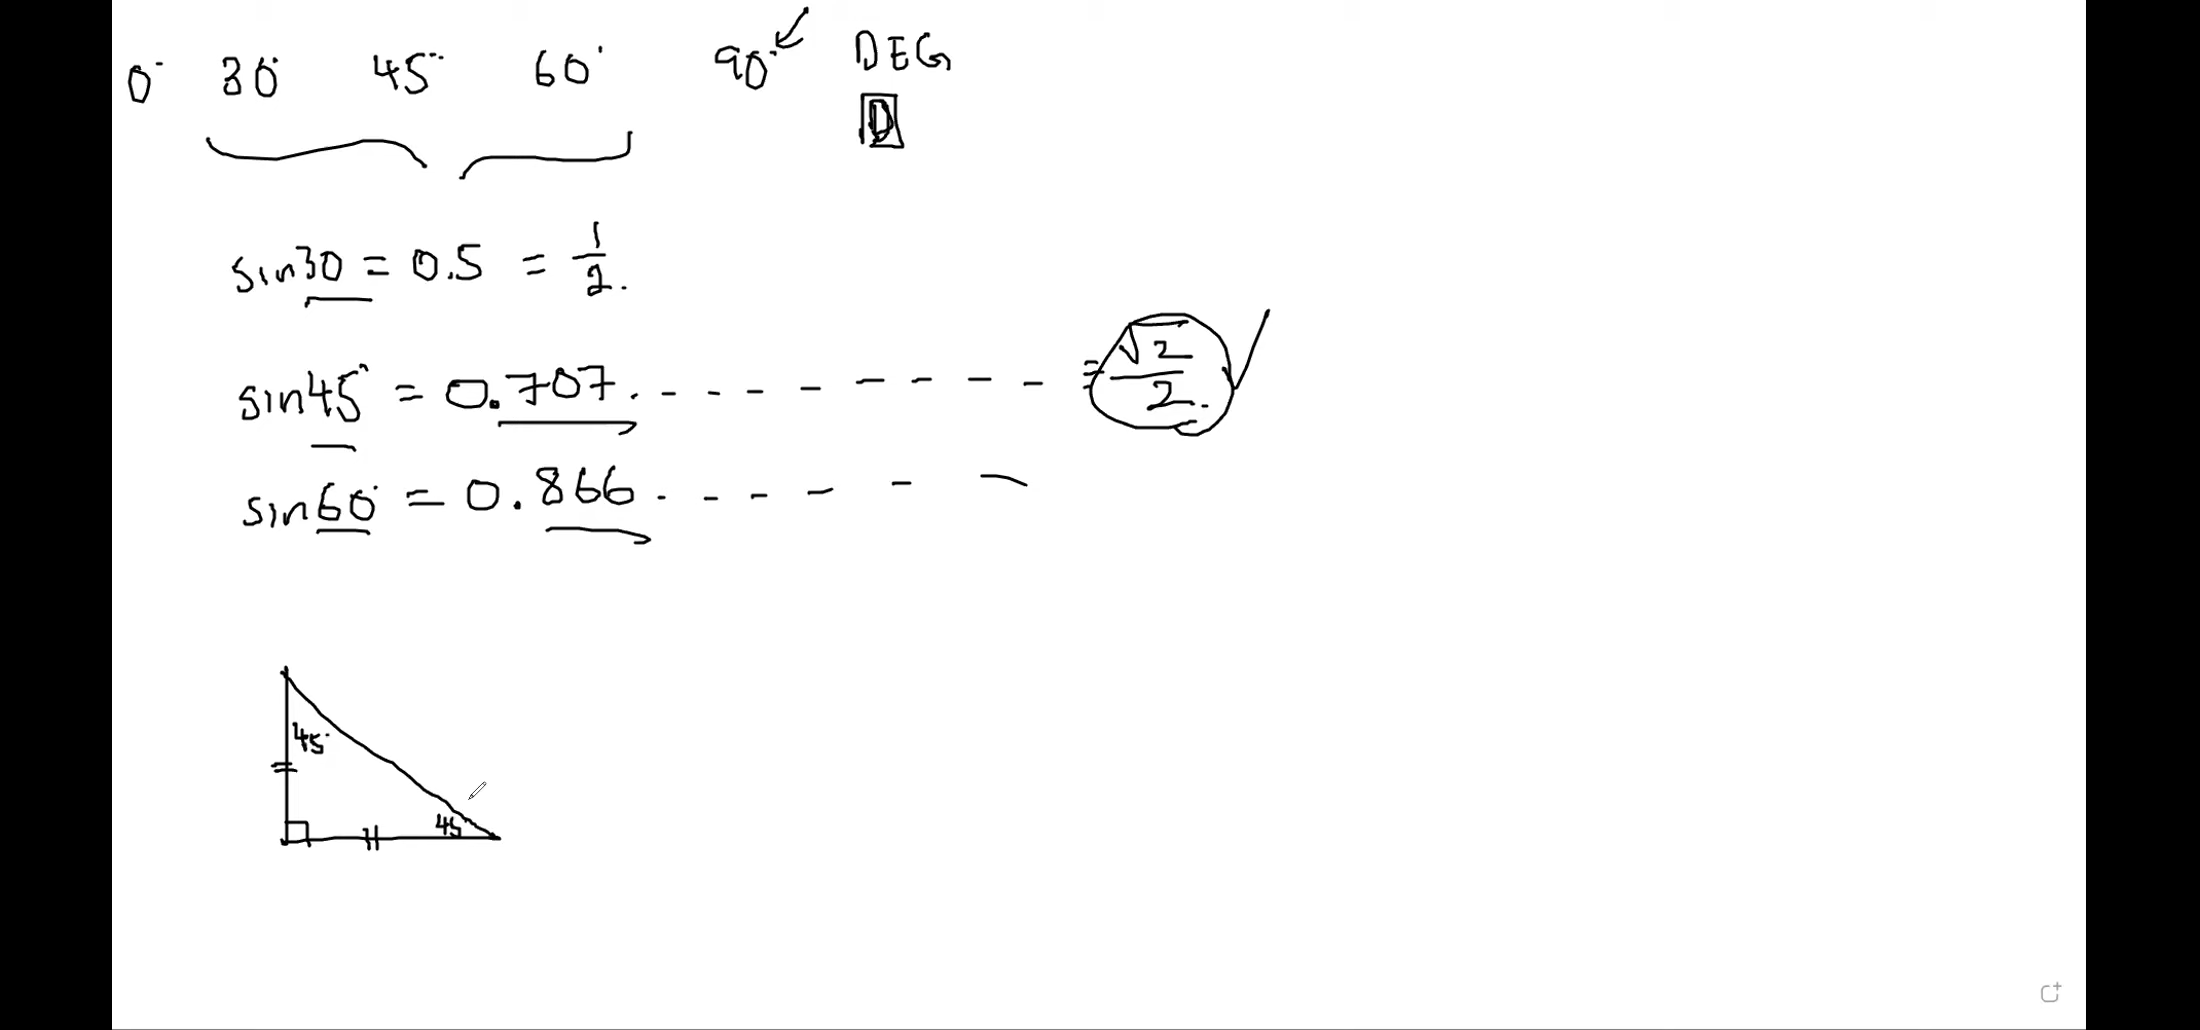 0° 30° 45° 60° 90° DEG
D
sin30 = 0.5 = 1/2.
sin45° = 0.707. - - - - - - - - = √2/2.
sin60° = 0.866. - - - - -
45°
45